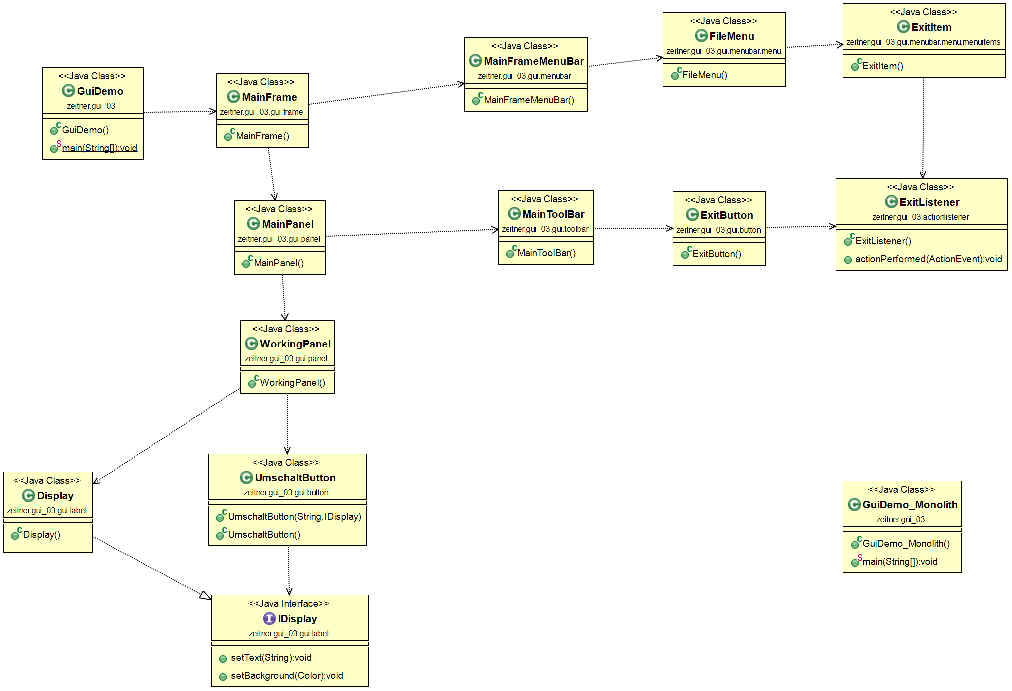 <<Java Class>>
GuiDemo
zeitner.gui_03
GuiDemo()
main(String[]):void
<<Java Class>>
MainFrame
zeitner.gui_03.gui.frame
MainFrame()
<<Java Class>>
MainFrameMenuBar
zeitner.gui_03.gui.menubar
MainFrameMenuBar()
<<Java Class>>
FileMenu
zeitner.gui_03.gui.menubar.menu
FileMenu()
<<Java Class>>
ExitItem
zeitner.gui_03.gui.menubar.menu.menuitems
ExitItem()
<<Java Class>>
MainPanel
zeitner.gui_03.gui.panel
MainPanel()
<<Java Class>>
MainToolBar
zeitner.gui_03.gui.toolbar
MainToolBar()
<<Java Class>>
ExitButton
zeitner.gui_03.gui.button
ExitButton()
<<Java Class>>
ExitListener
zeitner.gui_03.actionlistener
ExitListener()
actionPerformed(ActionEvent):void
<<Java Class>>
WorkingPanel
zeitner.gui_03.gui.panel
WorkingPanel()
<<Java Class>>
Display
zeitner.gui_03.gui.label
Display()
<<Java Class>>
UmschaltButton
zeitner.gui_03.gui.button
UmschaltButton(String,IDisplay)
UmschaltButton()
<<Java Class>>
GuiDemo_Monolith
zeitner.gui_03
GuiDemo_Monolith()
main(String[]):void
<<Java Interface>>
IDisplay
zeitner.gui_03.gui.label
setText(String):void
setBackground(Color):void